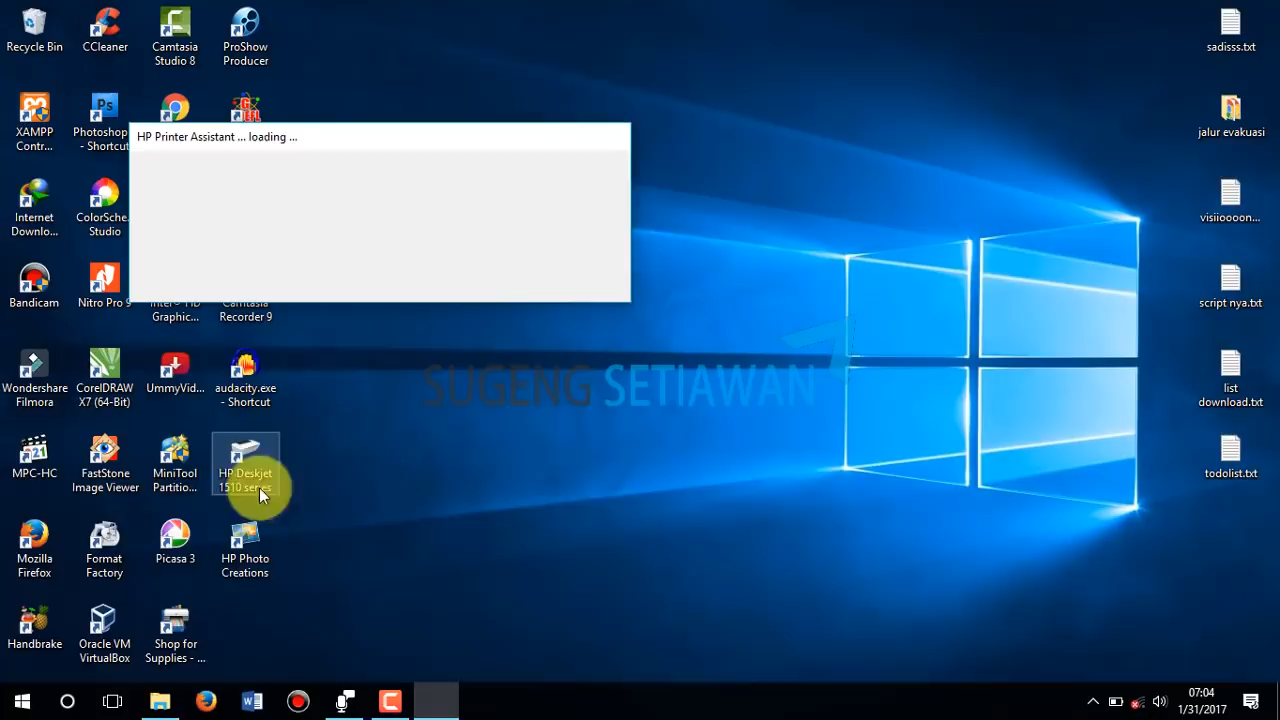 Recycle Bin
CCleaner
Camtasia
Studio 8
ProShow
Producer
XAMPP
Contr...
Photoshop
- Shortcut
HP Printer Assistant ... loading ...
Internet
Downlo...
ColorSche...
Studio
Bandicam
Nitro Pro 9
Intel® HD
Graphic...
Camtasia
Recorder 9
Wondershare
Filmora
CorelDRAW
X7 (64-Bit)
UmmyVid...
audacity.exe
- Shortcut
MPC-HC
FastStone
Image Viewer
MiniTool
Partitio...
HP Deskjet
1510 series
Mozilla
Firefox
Format
Factory
Picasa 3
HP Photo
Creations
Handbrake
Oracle VM
VirtualBox
Shop for
Supplies - ...
SUGENG SETIAWAN
sadisss.txt
jalur evakuasi
visiioooon...
script nya.txt
list
download.txt
todolist.txt
07:04
1/31/2017